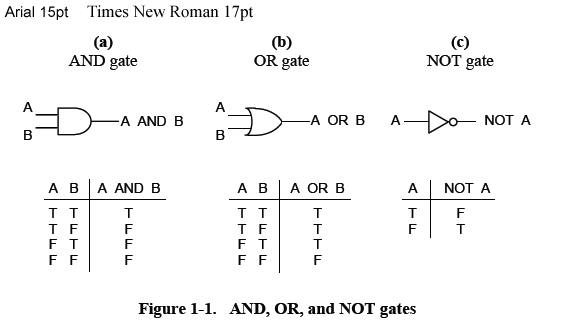 Arial 15pt Times New Roman 17pt
(a) (b) (c)
AND gate OR gate NOT gate
A A
A AND B A OR B A NOT A
B B
A B A AND B A B A OR B A NOT A
T T T T T T T F
T F F T F T F T
F T F F T T
F F F F F F
Figure 1-1. AND, OR, and NOT gates